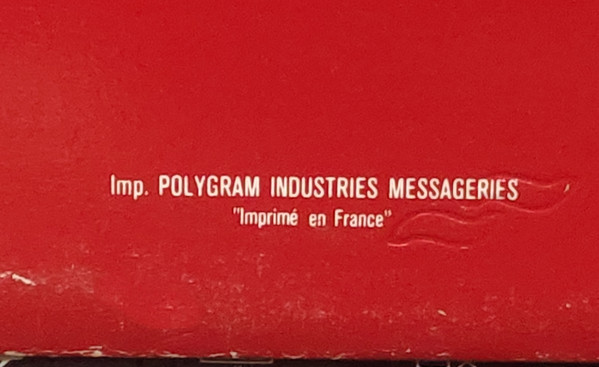 Imp. POLYGRAM INDUSTRIES MESSAGERIES
"Imprimé en France"